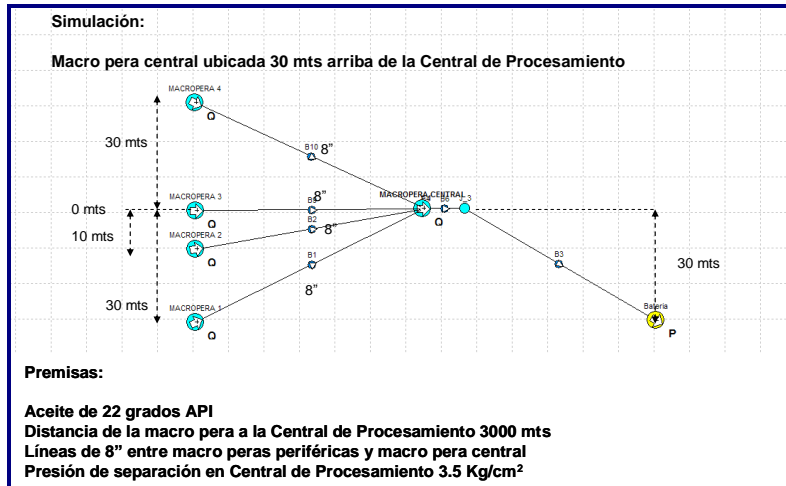 Simulación:
Macro pera central ubicada 30 mts arriba de la Central de Procesamiento
MACROPERA 4
Q
30 mts
B10 8”
MACROPERA 3
8”
MACROPERA CENTRAL
B6
J_3
0 mts
Q
B2
8”
Q
10 mts
MACROPERA 2
Q
B1
B3
30 mts
30 mts
8”
MACROPERA 1
Q
Bateria
P
Premisas:
Aceite de 22 grados API
Distancia de la macro pera a la Central de Procesamiento 3000 mts
Líneas de 8” entre macro peras periféricas y macro pera central
Presión de separación en Central de Procesamiento 3.5 Kg/cm²